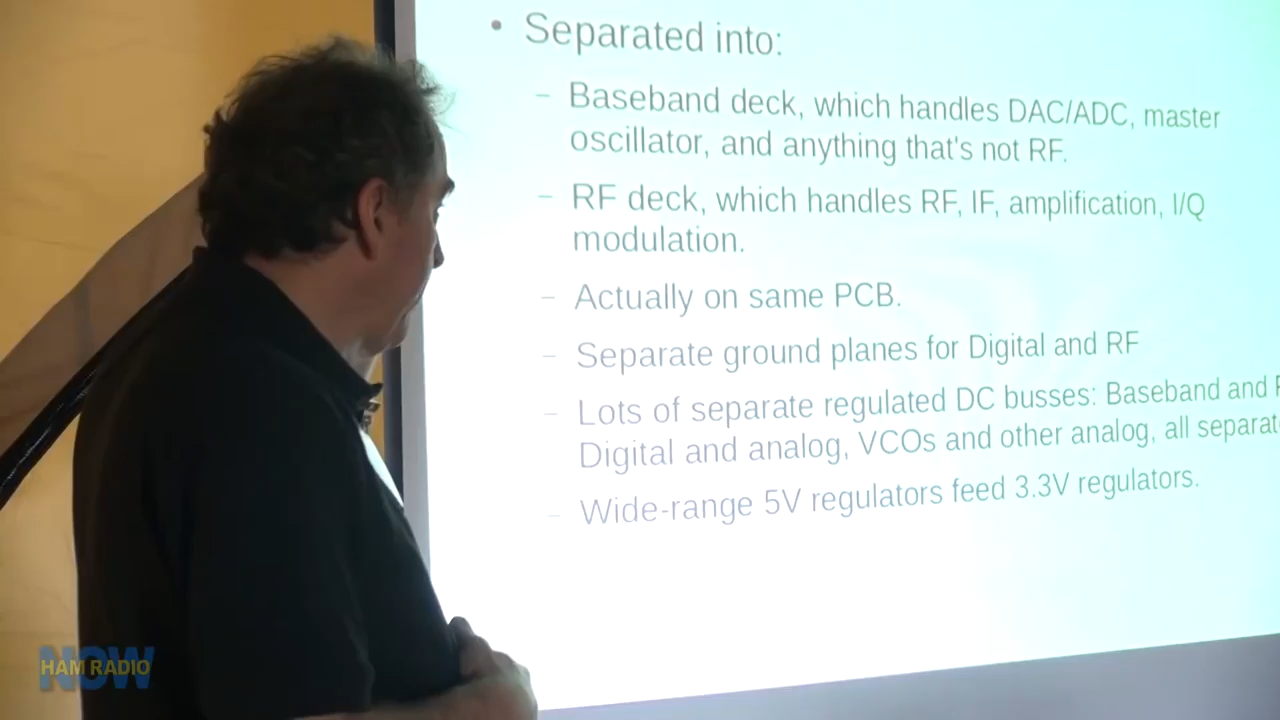 • Separated into:
– Baseband deck, which handles DAC/ADC, master
oscillator, and anything that's not RF.
– RF deck, which handles RF, IF, amplification, I/Q
modulation.
– Actually on same PCB.
– Separate ground planes for Digital and RF
– Lots of separate regulated DC busses: Baseband and
Digital and analog, VCOs and other analog, all
– Wide-range 5V regulators feed 3.3V regulators.
HAM RADIO
NOW